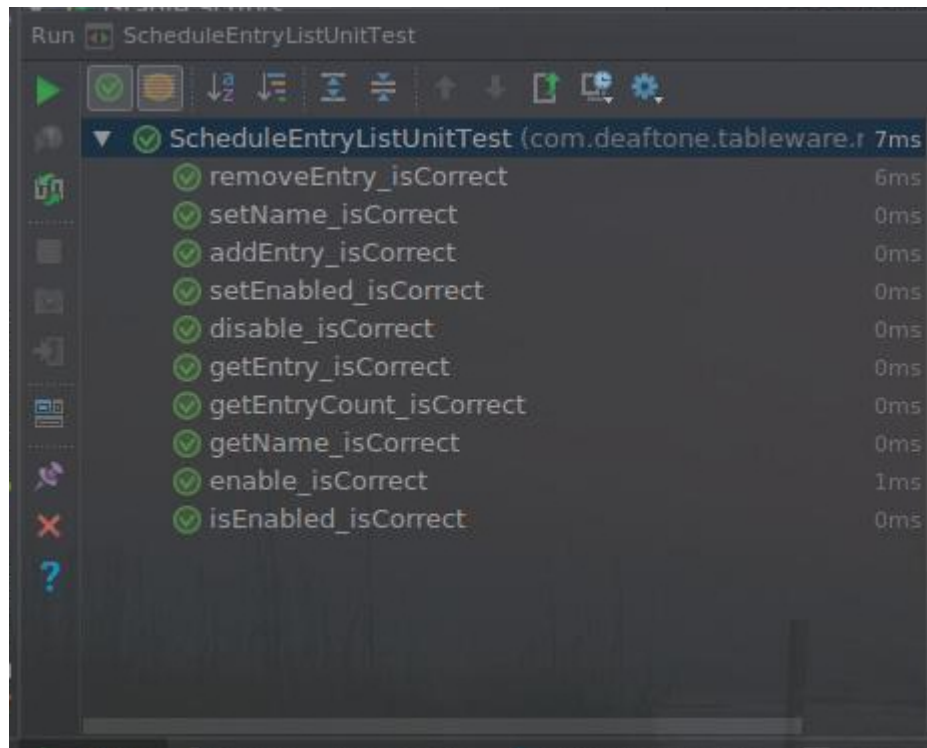 Run ScheduleEntryListUnitTest
ScheduleEntryListUnitTest (com.deaftone.tableware.r 7ms
removeEntry_isCorrect 6ms
setName_isCorrect 0ms
addEntry_isCorrect 0ms
setEnabled_isCorrect 0ms
disable_isCorrect 0ms
getEntry_isCorrect 0ms
getEntryCount_isCorrect 0ms
getName_isCorrect 0ms
enable_isCorrect 1ms
isEnabled_isCorrect 0ms